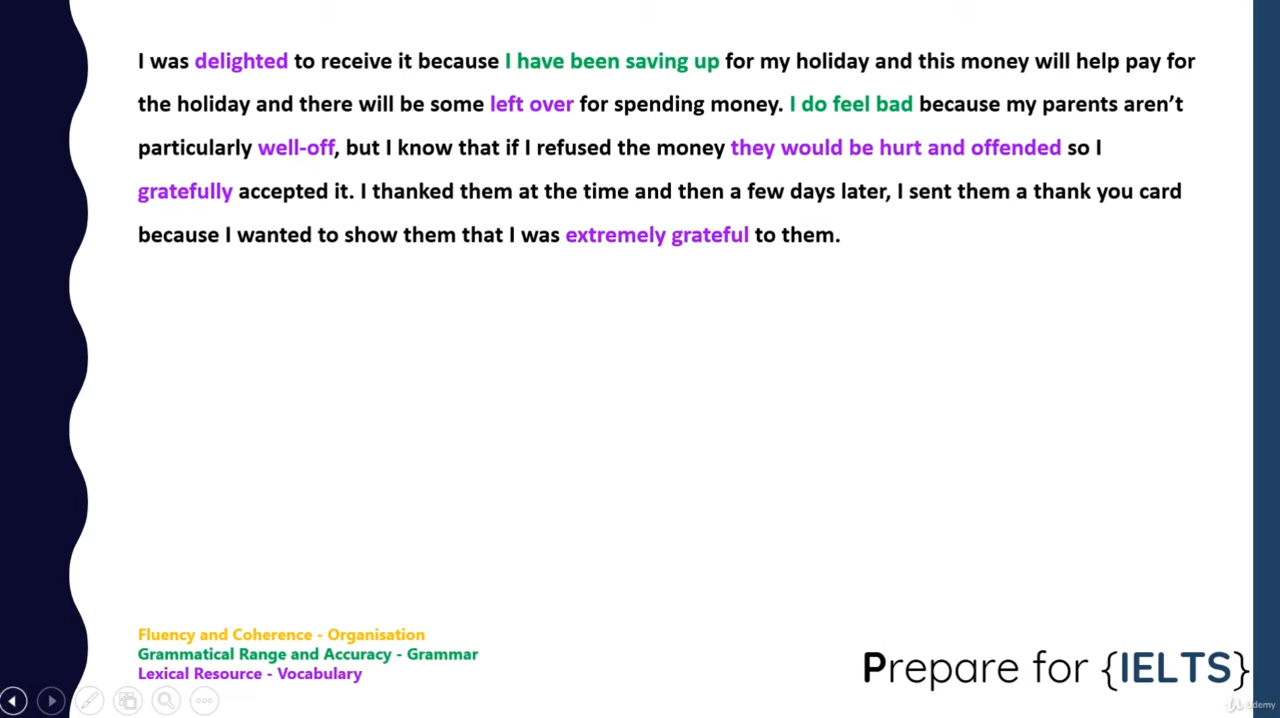 I was delighted to receive it because I have been saving up for my holiday and this money will help pay for
the holiday and there will be some left over for spending money. I do feel bad because my parents aren’t
particularly well-off, but I know that if I refused the money they would be hurt and offended so I
gratefully accepted it. I thanked them at the time and then a few days later, I sent them a thank you card
because I wanted to show them that I was extremely grateful to them.
Fluency and Coherence - Organisation
Grammatical Range and Accuracy - Grammar
Lexical Resource - Vocabulary
Prepare for {IELTS}
Udemy